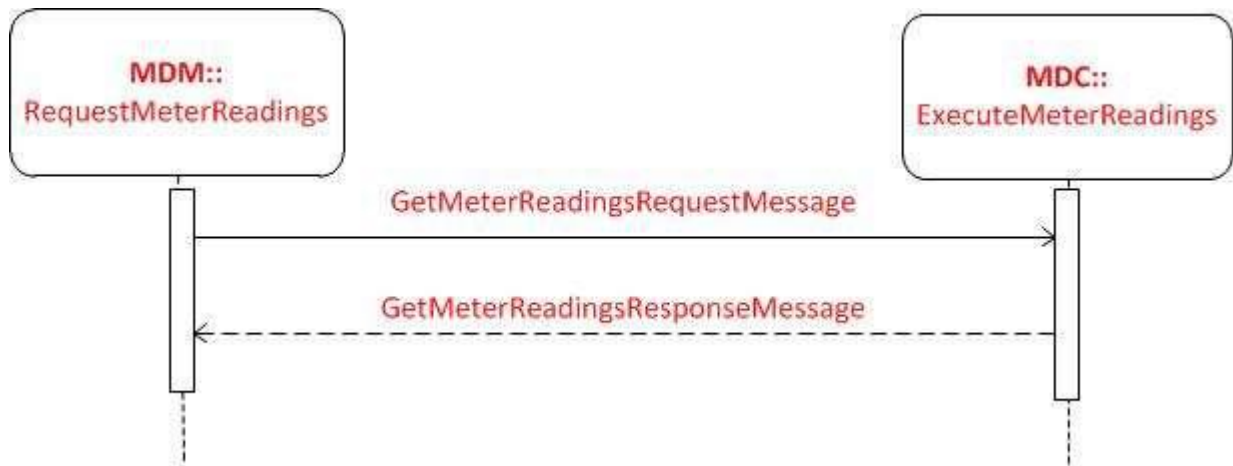 MDM::
RequestMeterReadings
MDC::
ExecuteMeterReadings
GetMeterReadingsRequestMessage
GetMeterReadingsResponseMessage